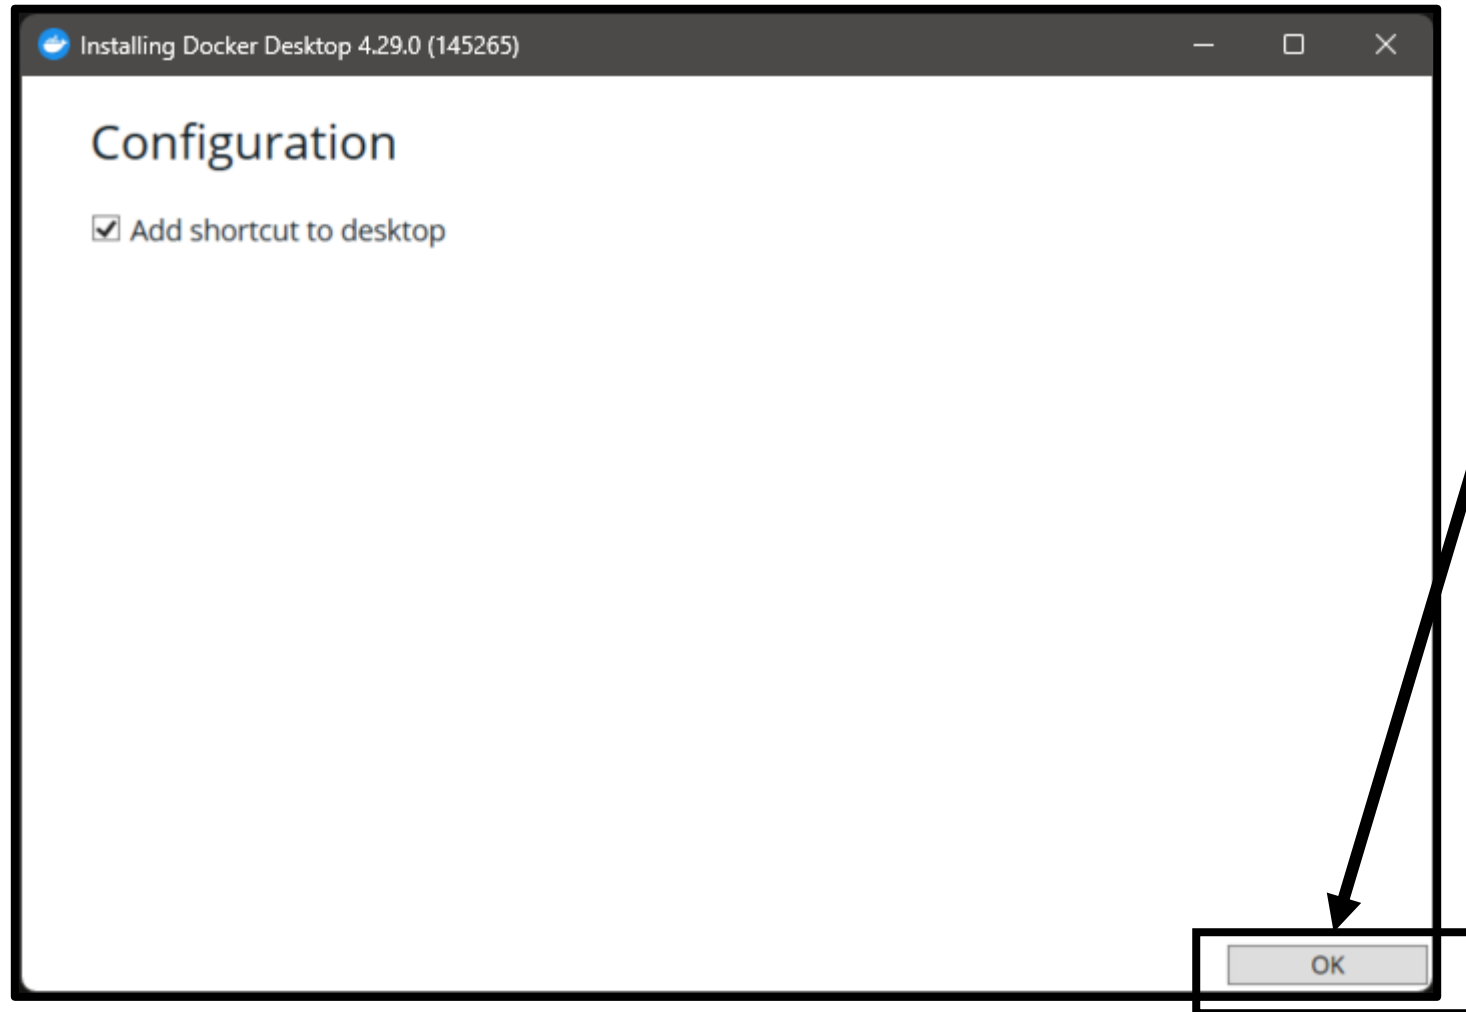 Installing Docker Desktop 4.29.0 (145265)
Configuration
Add shortcut to desktop
OK